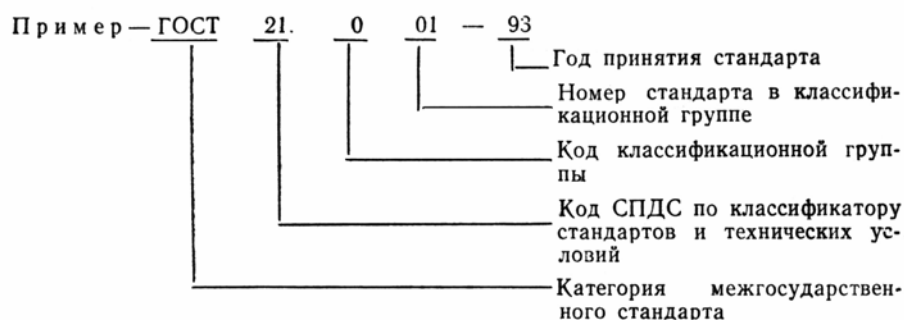 Пример — ГОСТ 21. 0 01 — 93
Год принятия стандарта
Номер стандарта в классифи-
кационной группе
Код классификационной груп-
пы
Код СПДС по классификатору
стандартов и технических ус-
ловий
Категория межгосударствен-
ного стандарта